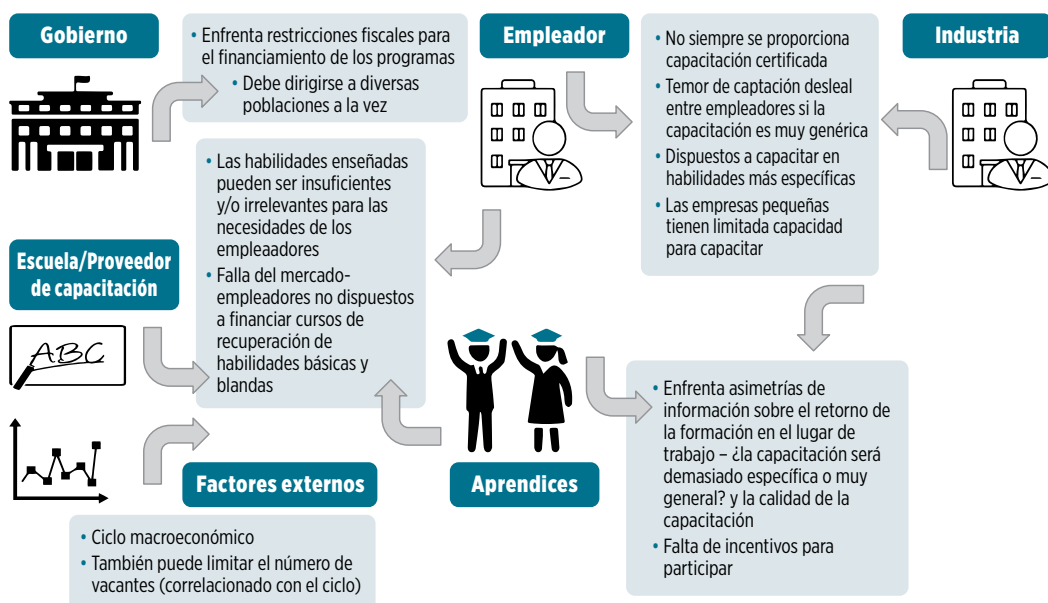 Gobierno
• Enfrenta restricciones fiscales para
el financiamiento de los programas
• Debe dirigirse a diversas
poblaciones a la vez
Empleador
• No siempre se proporciona
capacitación certificada
• Temor de captación desleal
entre empleadores si la
capacitación es muy genérica
• Dispuestos a capacitar en
habilidades más específicas
• Las empresas pequeñas
tienen limitada capacidad
para capacitar
Industria
• Las habilidades enseñadas
pueden ser insuficientes
y/o irrelevantes para las
necesidades de los
empleaadores
• Falla del mercado-
empleadores no dispuestos
a financiar cursos de
recuperación de
habilidades básicas y
blandas
Escuela/Proveedor
de capacitación
ABC
Factores externos
• Ciclo macroeconómico
• También puede limitar el número de
vacantes (correlacionado con el ciclo)
Aprendices
• Enfrenta asimetrías de
información sobre el retorno de
la formación en el lugar de
trabajo – ¿la capacitación será
demasiado específica o muy
general? y la calidad de la
capacitación
• Falta de incentivos para
participar